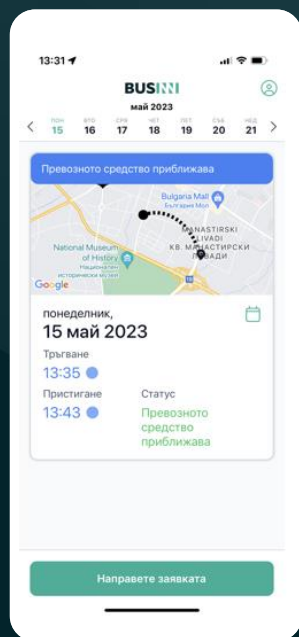 13:31
BUSINN
май 2023
пон вто сря чет пет съб нед
15 16 17 18 19 20 21
Превозното средство приближава
Bulgaria Mall
България Мол
MANASTIRSKI
LIVADI
КВ. МАНАСТИРСКИ
ЛИВАДИ
National Museum
of History
Национален
исторически музей
Google
18
понеделник,
15 май 2023
Тръгване
13:35
Пристигане
Статус
13:43
Превозното
средство
приближава
Направете заявката